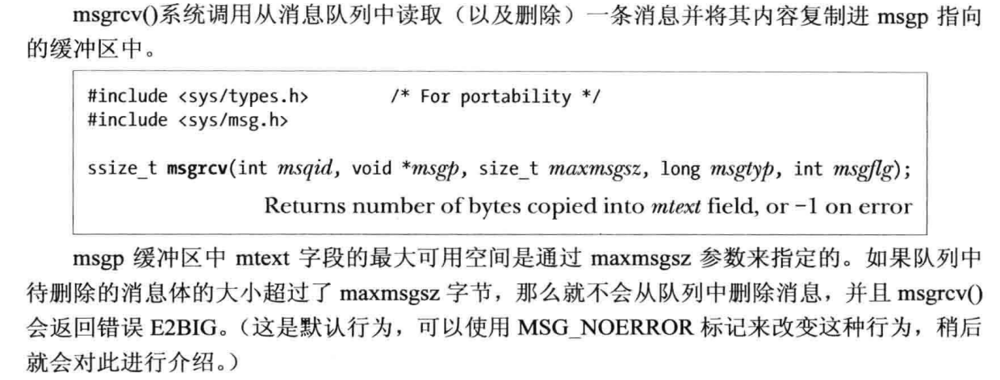 msgrcv()系统调用从消息队列中读取（以及删除）一条消息并将其内容复制进 msgp 指向
的缓冲区中。
#include <sys/types.h>        /* For portability */
#include <sys/msg.h>
ssize_t msgrcv(int msqid, void *msgp, size_t maxmsgsz, long msgtyp, int msgflg);
Returns number of bytes copied into mtext field, or −1 on error
msgp 缓冲区中 mtext 字段的最大可用空间是通过 maxmsgsz 参数来指定的。如果队列中
待删除的消息体的大小超过了 maxmsgsz 字节，那么就不会从队列中删除消息，并且 msgrcv()
会返回错误 E2BIG。（这是默认行为，可以使用 MSG_NOERROR 标记来改变这种行为，稍后
就会对此进行介绍。）